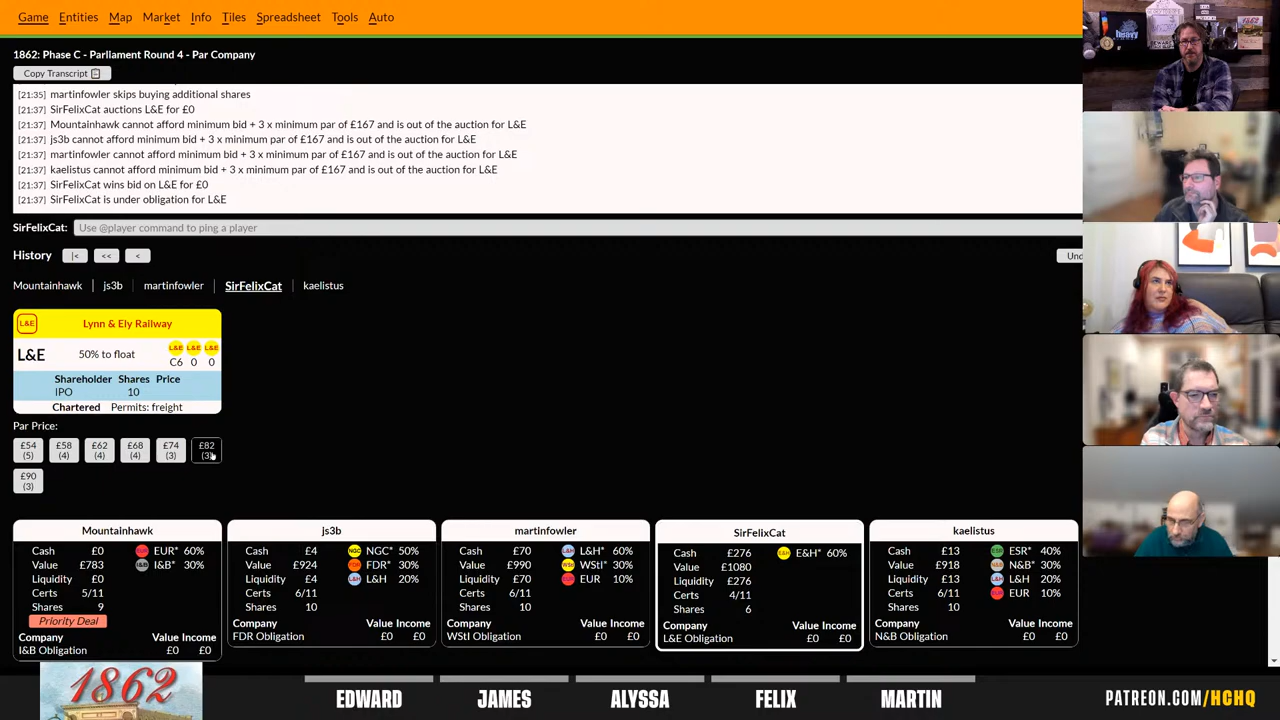 Game Entities Map Market Info Tiles Spreadsheet Tools Auto
1862: Phase C - Parliament Round 4 - Par Company
Copy Transcript
[21:35] martinfowler skips buying additional shares
[21:37] SirFelixCat auctions L&E for £0
[21:37] Mountainhawk cannot afford minimum bid + 3 x minimum par of £167 and is out of the auction for L&E
[21:37] js3b cannot afford minimum bid + 3 x minimum par of £167 and is out of the auction for L&E
[21:37] martinfowler cannot afford minimum bid + 3 x minimum par of £167 and is out of the auction for L&E
[21:37] kaelistus cannot afford minimum bid + 3 x minimum par of £167 and is out of the auction for L&E
[21:37] SirFelixCat wins bid on L&E for £0
[21:37] SirFelixCat is under obligation for L&E
SirFelixCat: Use @player command to ping a player
History |< << < Und
Mountainhawk js3b martinfowler SirFelixCat kaelistus
L&E Lynn & Ely Railway
L&E 50% to float L&E L&E L&E
C6 0 0
Shareholder Shares Price
IPO 10
Chartered Permits: freight
Par Price:
£54 £58 £62 £68 £74 £82
(5) (4) (4) (4) (3) (3)
£90
(3)
Mountainhawk
Cash £0 EUR* 60%
Value £783 I&B* 30%
Liquidity £0
Certs 5/11
Shares 9
Priority Deal
Company Value Income
I&B Obligation £0 £0
js3b
Cash £4 NGC NGC* 50%
Value £924 FDR FDR* 30%
Liquidity £4 L&H L&H 20%
Certs 6/11
Shares 10
Company Value Income
FDR Obligation £0 £0
martinfowler
Cash £70 L&H L&H* 60%
Value £990 WStI WStI* 30%
Liquidity £70 EUR EUR 10%
Certs 6/11
Shares 10
Company Value Income
WStI Obligation £0 £0
SirFelixCat
Cash £276 E&H E&H* 60%
Value £1080
Liquidity £276
Certs 4/11
Shares 6
Company Value Income
L&E Obligation £0 £0
kaelistus
Cash £13 ESR ESR* 40%
Value £918 N&B N&B* 30%
Liquidity £13 L&H L&H 20%
Certs 6/11 EUR EUR 10%
Shares 10
Company Value Income
N&B Obligation £0 £0
1862
EDWARD JAMES ALYSSA FELIX MARTIN
PATREON.COM/HCHQ